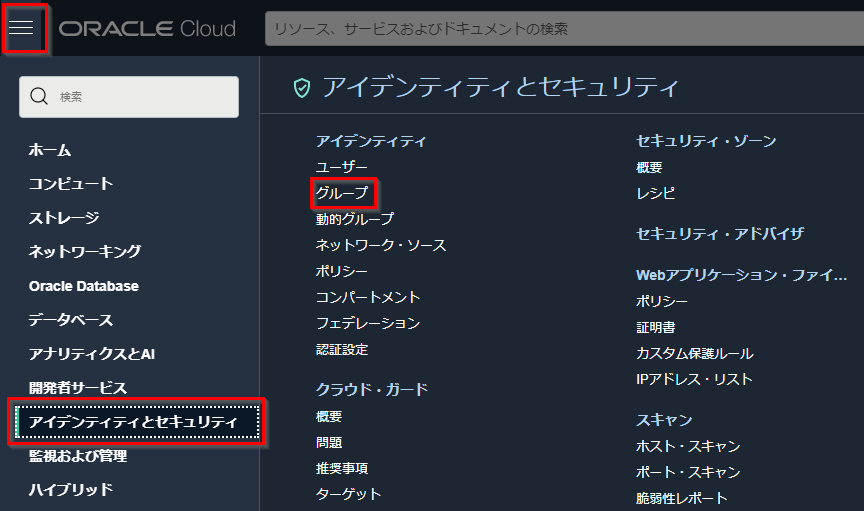 ORACLE Cloud
リソース、サービスおよびドキュメントの検索
検索
ホーム
コンピュート
ストレージ
ネットワーキング
Oracle Database
データベース
アナリティクスとAI
開発者サービス
アイデンティティとセキュリティ
監視および管理
ハイブリッド
アイデンティティとセキュリティ
アイデンティティ
ユーザー
グループ
動的グループ
ネットワーク・ソース
ポリシー
コンパートメント
フェデレーション
認証設定
クラウド・ガード
概要
問題
推奨事項
ターゲット
セキュリティ・ゾーン
概要
レシピ
セキュリティ・アドバイザ
Webアプリケーション・ファイ...
ポリシー
証明書
カスタム保護ルール
IPアドレス・リスト
スキャン
ホスト・スキャン
ポート・スキャン
脆弱性レポート